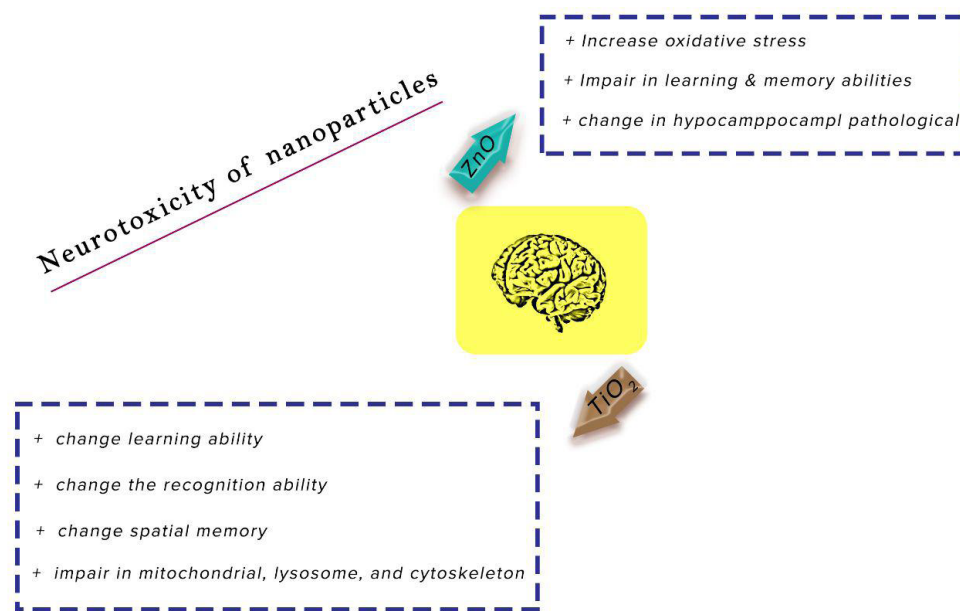 Neurotoxicity of nanoparticles
+ Increase oxidative stress
+ Impair in learning & memory abilities
+ change in hypocamppocampl pathological
ZnO
TiO₂
+ change learning ability
+ change the recognition ability
+ change spatial memory
+ impair in mitochondrial, lysosome, and cytoskeleton